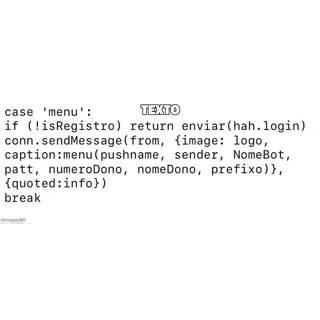 TEXTO
case 'menu':
if (!isRegistro) return enviar(hah.login)
conn.sendMessage(from, {image: logo,
caption:menu(pushname, sender, NomeBot,
patt, numeroDono, nomeDono, prefixo)},
{quoted:info})
break